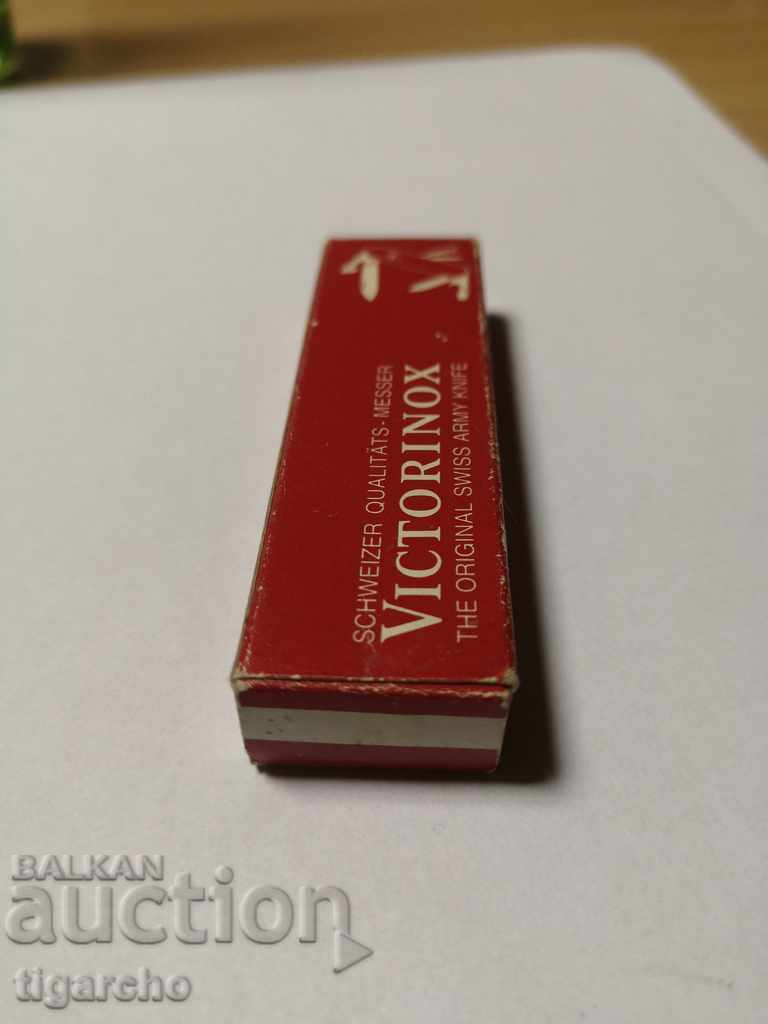 SCHWEIZER QUALITÄTS-MESSER
VICTORINOX
THE ORIGINAL SWISS ARMY KNIFE
BALKAN
auction
tigarcho